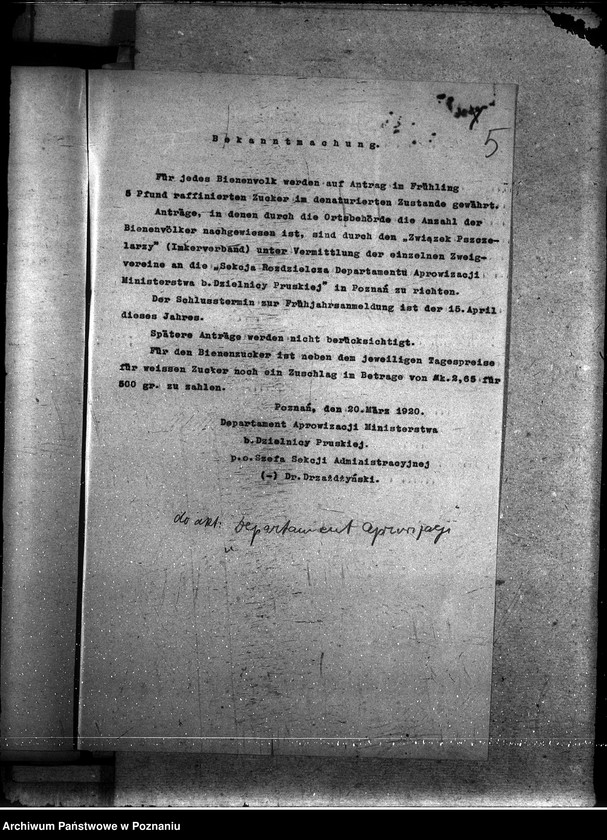 5
Bekanntmachung.
Für jedes Bienenvolk werden auf Antrag im Frühling
5 Pfund raffinierten Zucker im denaturierten Zustande gewährt.
Anträge, in denen durch die Ortsbehörde die Anzahl der
Bienenvölker nachgewiesen ist, sind durch den „Związek Pszcze-
larzy" (Imkerverband) unter Vermittlung der einzelnen Zweig-
vereine an die „Sekcja Rozdzielcza Departamentu Aprowizacji
Ministerstwa b.Dzielnicy Pruskiej" in Poznań zu richten.
Der Schlusstermin zur Frühjahrsanmeldung ist der 15.April
dieses Jahres.
Spätere Anträge werden nicht berücksichtigt.
Für den Bienenzucker ist neben dem jeweiligen Tagespreise
für weissen Zucker noch ein Zuschlag in Betrage von Mk.2,65 für
500 gr. zu zahlen.
Poznań, den 20.März 1920.
Departament Aprowizacji Ministerstwa
b.Dzielnicy Pruskiej.
p.o.Szefa Sekcji Administracyjnej
(-) Dr.Drzażdżyński.
do akt: Departament Aprowizacji
Archiwum Państwowe w Poznaniu